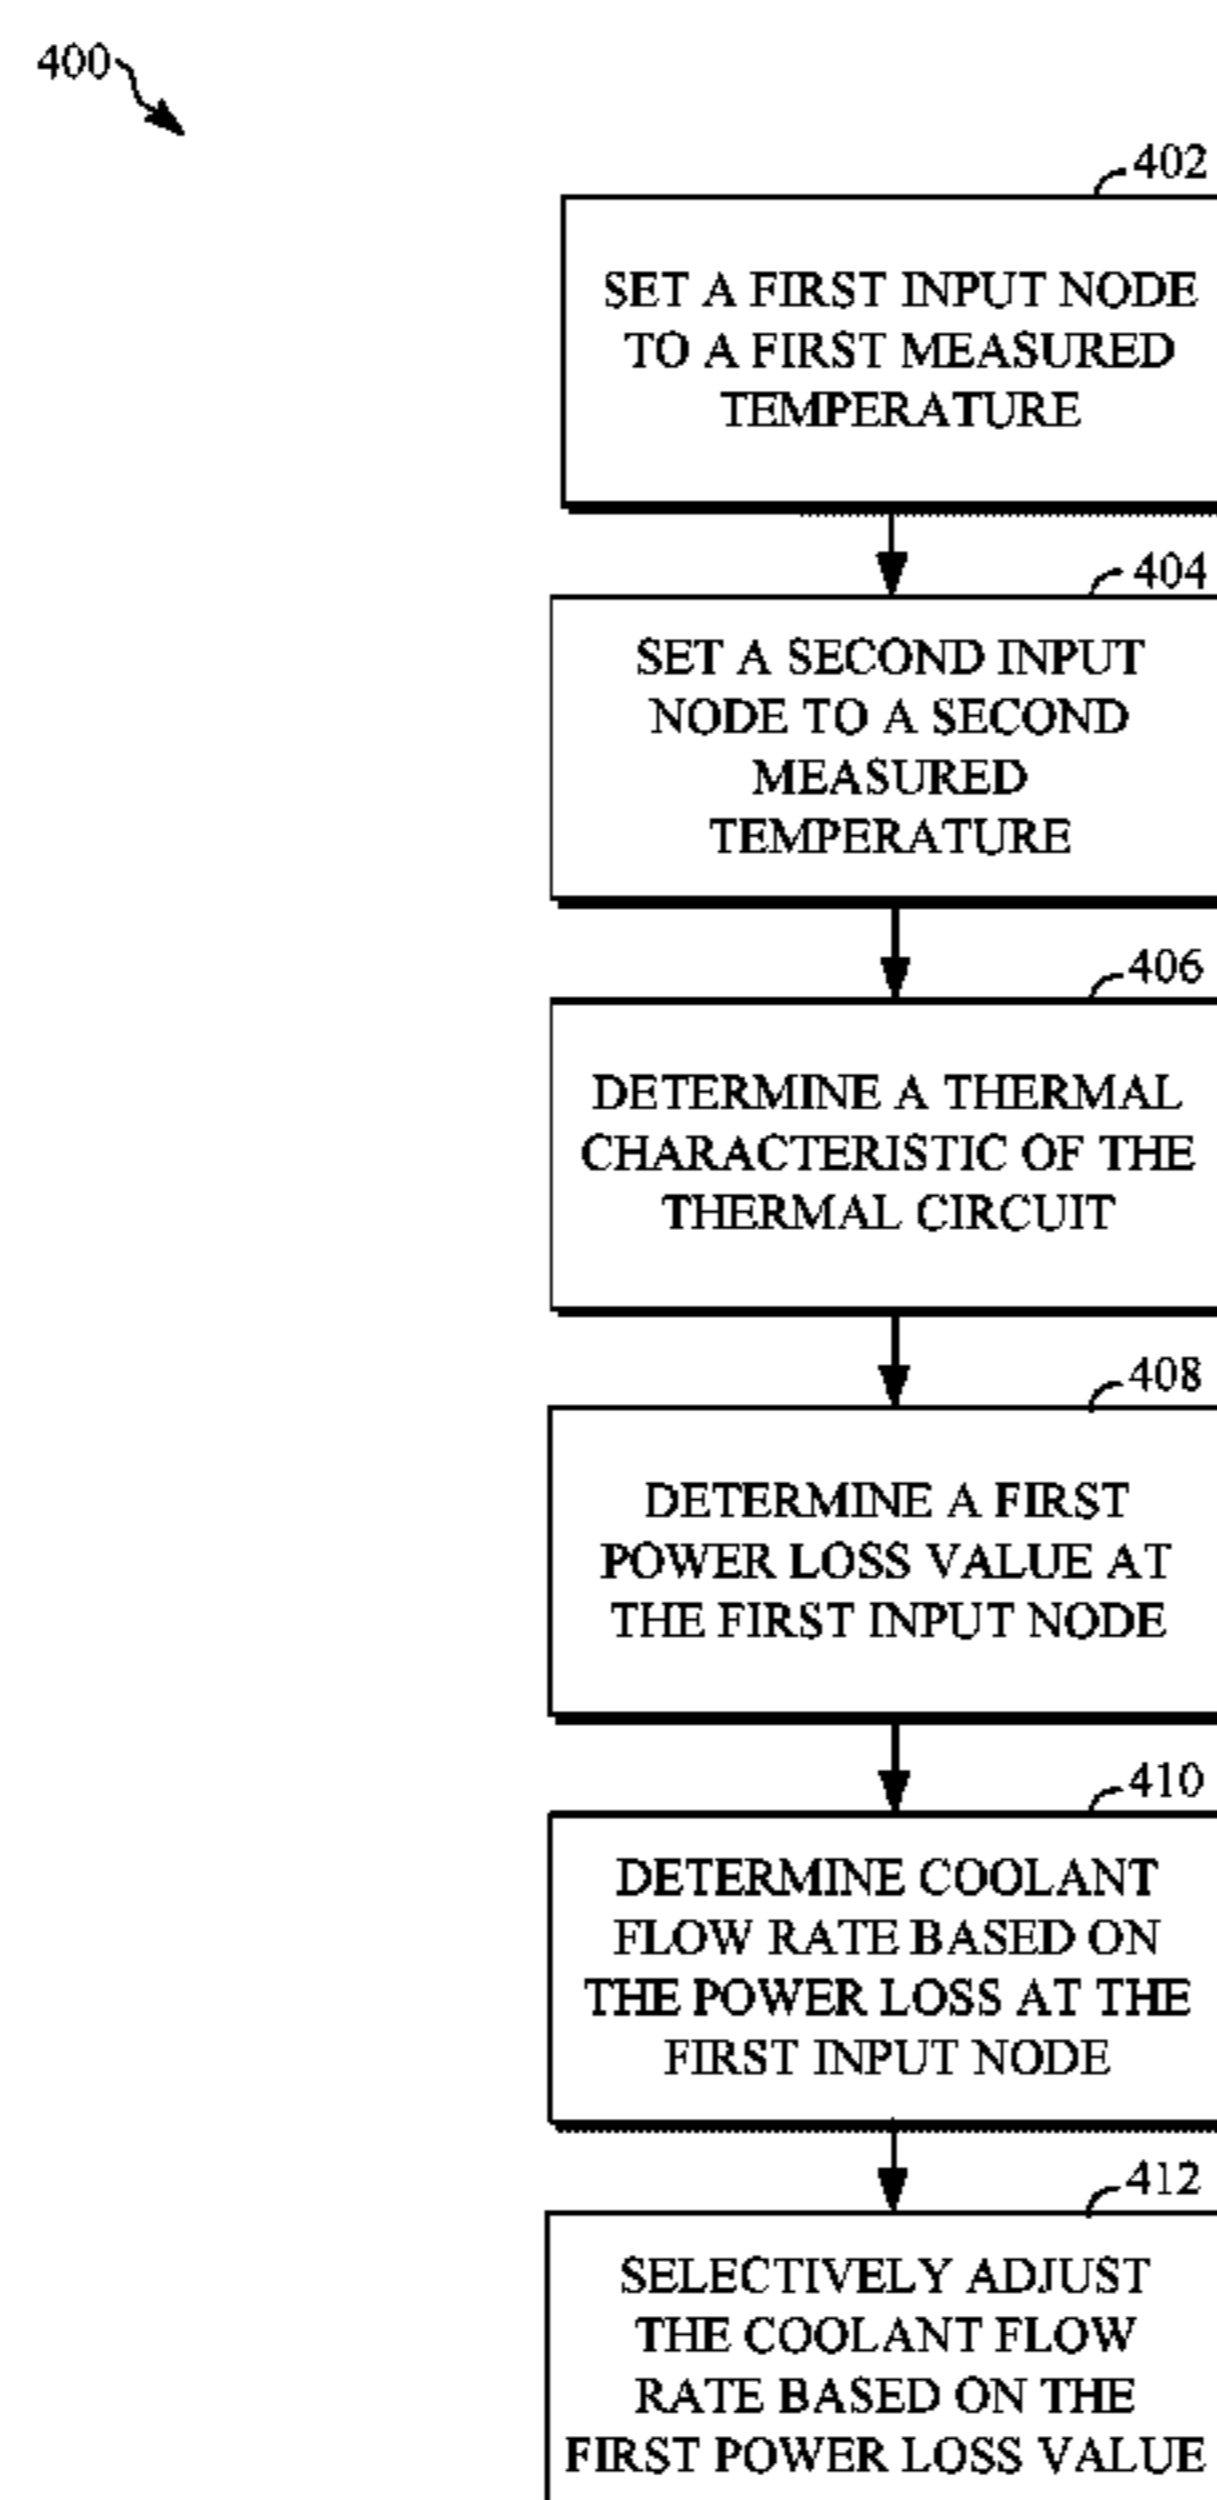 400
402
SET A FIRST INPUT NODE
TO A FIRST MEASURED
TEMPERATURE
404
SET A SECOND INPUT
NODE TO A SECOND
MEASURED
TEMPERATURE
406
DETERMINE A THERMAL
CHARACTERISTIC OF THE
THERMAL CIRCUIT
408
DETERMINE A FIRST
POWER LOSS VALUE AT
THE FIRST INPUT NODE
410
DETERMINE COOLANT
FLOW RATE BASED ON
THE POWER LOSS AT THE
FIRST INPUT NODE
412
SELECTIVELY ADJUST
THE COOLANT FLOW
RATE BASED ON THE
FIRST POWER LOSS VALUE